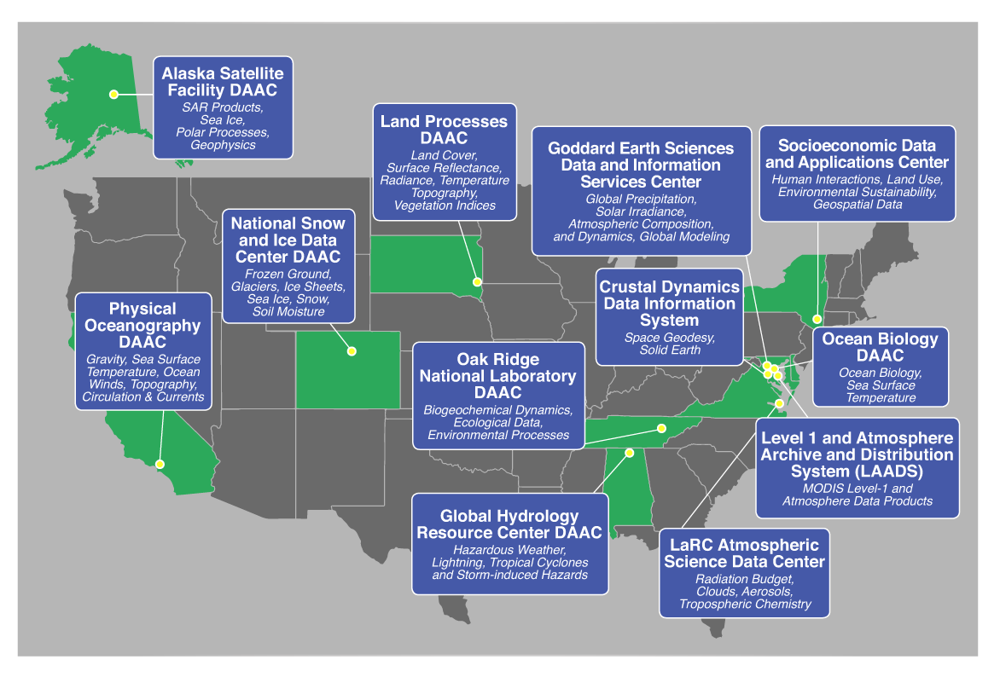 Alaska Satellite
Facility DAAC
SAR Products,
Sea Ice,
Polar Processes,
Geophysics
Land Processes
DAAC
Land Cover,
Surface Reflectance,
Radiance, Temperature
Topography,
Vegetation Indices
Goddard Earth Sciences
Data and Information
Services Center
Global Precipitation,
Solar Irradiance,
Atmospheric Composition,
and Dynamics, Global Modeling
Socioeconomic Data
and Applications Center
Human Interactions, Land Use,
Environmental Sustainability,
Geospatial Data
National Snow
and Ice Data
Center DAAC
Frozen Ground,
Glaciers, Ice Sheets,
Sea Ice, Snow,
Soil Moisture
Crustal Dynamics
Data Information
System
Space Geodesy,
Solid Earth
Physical
Oceanography
DAAC
Gravity, Sea Surface
Temperature, Ocean
Winds, Topography,
Circulation & Currents
Oak Ridge
National Laboratory
DAAC
Biogeochemical Dynamics,
Ecological Data,
Environmental Processes
Ocean Biology
DAAC
Ocean Biology,
Sea Surface
Temperature
Level 1 and Atmosphere
Archive and Distribution
System (LAADS)
MODIS Level-1 and
Atmosphere Data Products
Global Hydrology
Resource Center DAAC
Hazardous Weather,
Lightning, Tropical Cyclones
and Storm-induced Hazards
LaRC Atmospheric
Science Data Center
Radiation Budget,
Clouds, Aerosols,
Tropospheric Chemistry